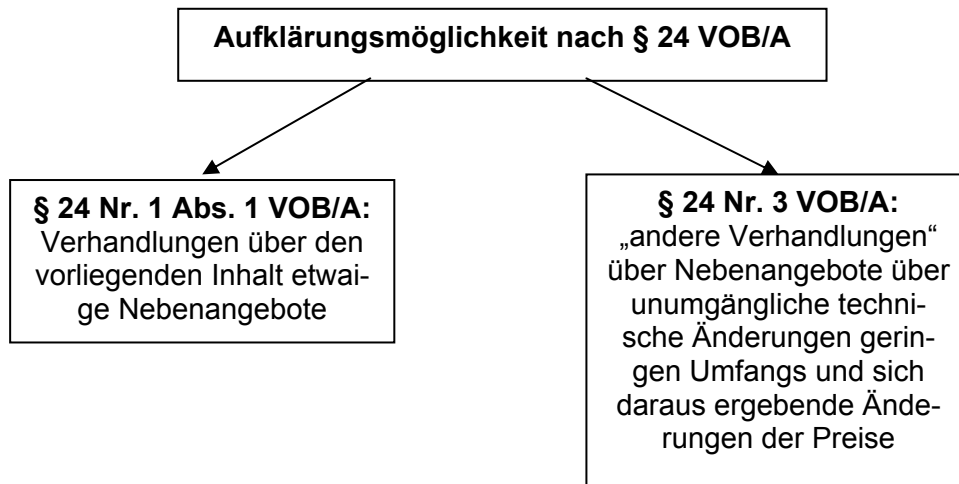 Aufklärungsmöglichkeit nach § 24 VOB/A
§ 24 Nr. 1 Abs. 1 VOB/A:
Verhandlungen über den
vorliegenden Inhalt etwai-
ge Nebenangebote
§ 24 Nr. 3 VOB/A:
„andere Verhandlungen“
über Nebenangebote über
unumgängliche techni-
sche Änderungen gerin-
gen Umfangs und sich
daraus ergebende Ände-
rungen der Preise